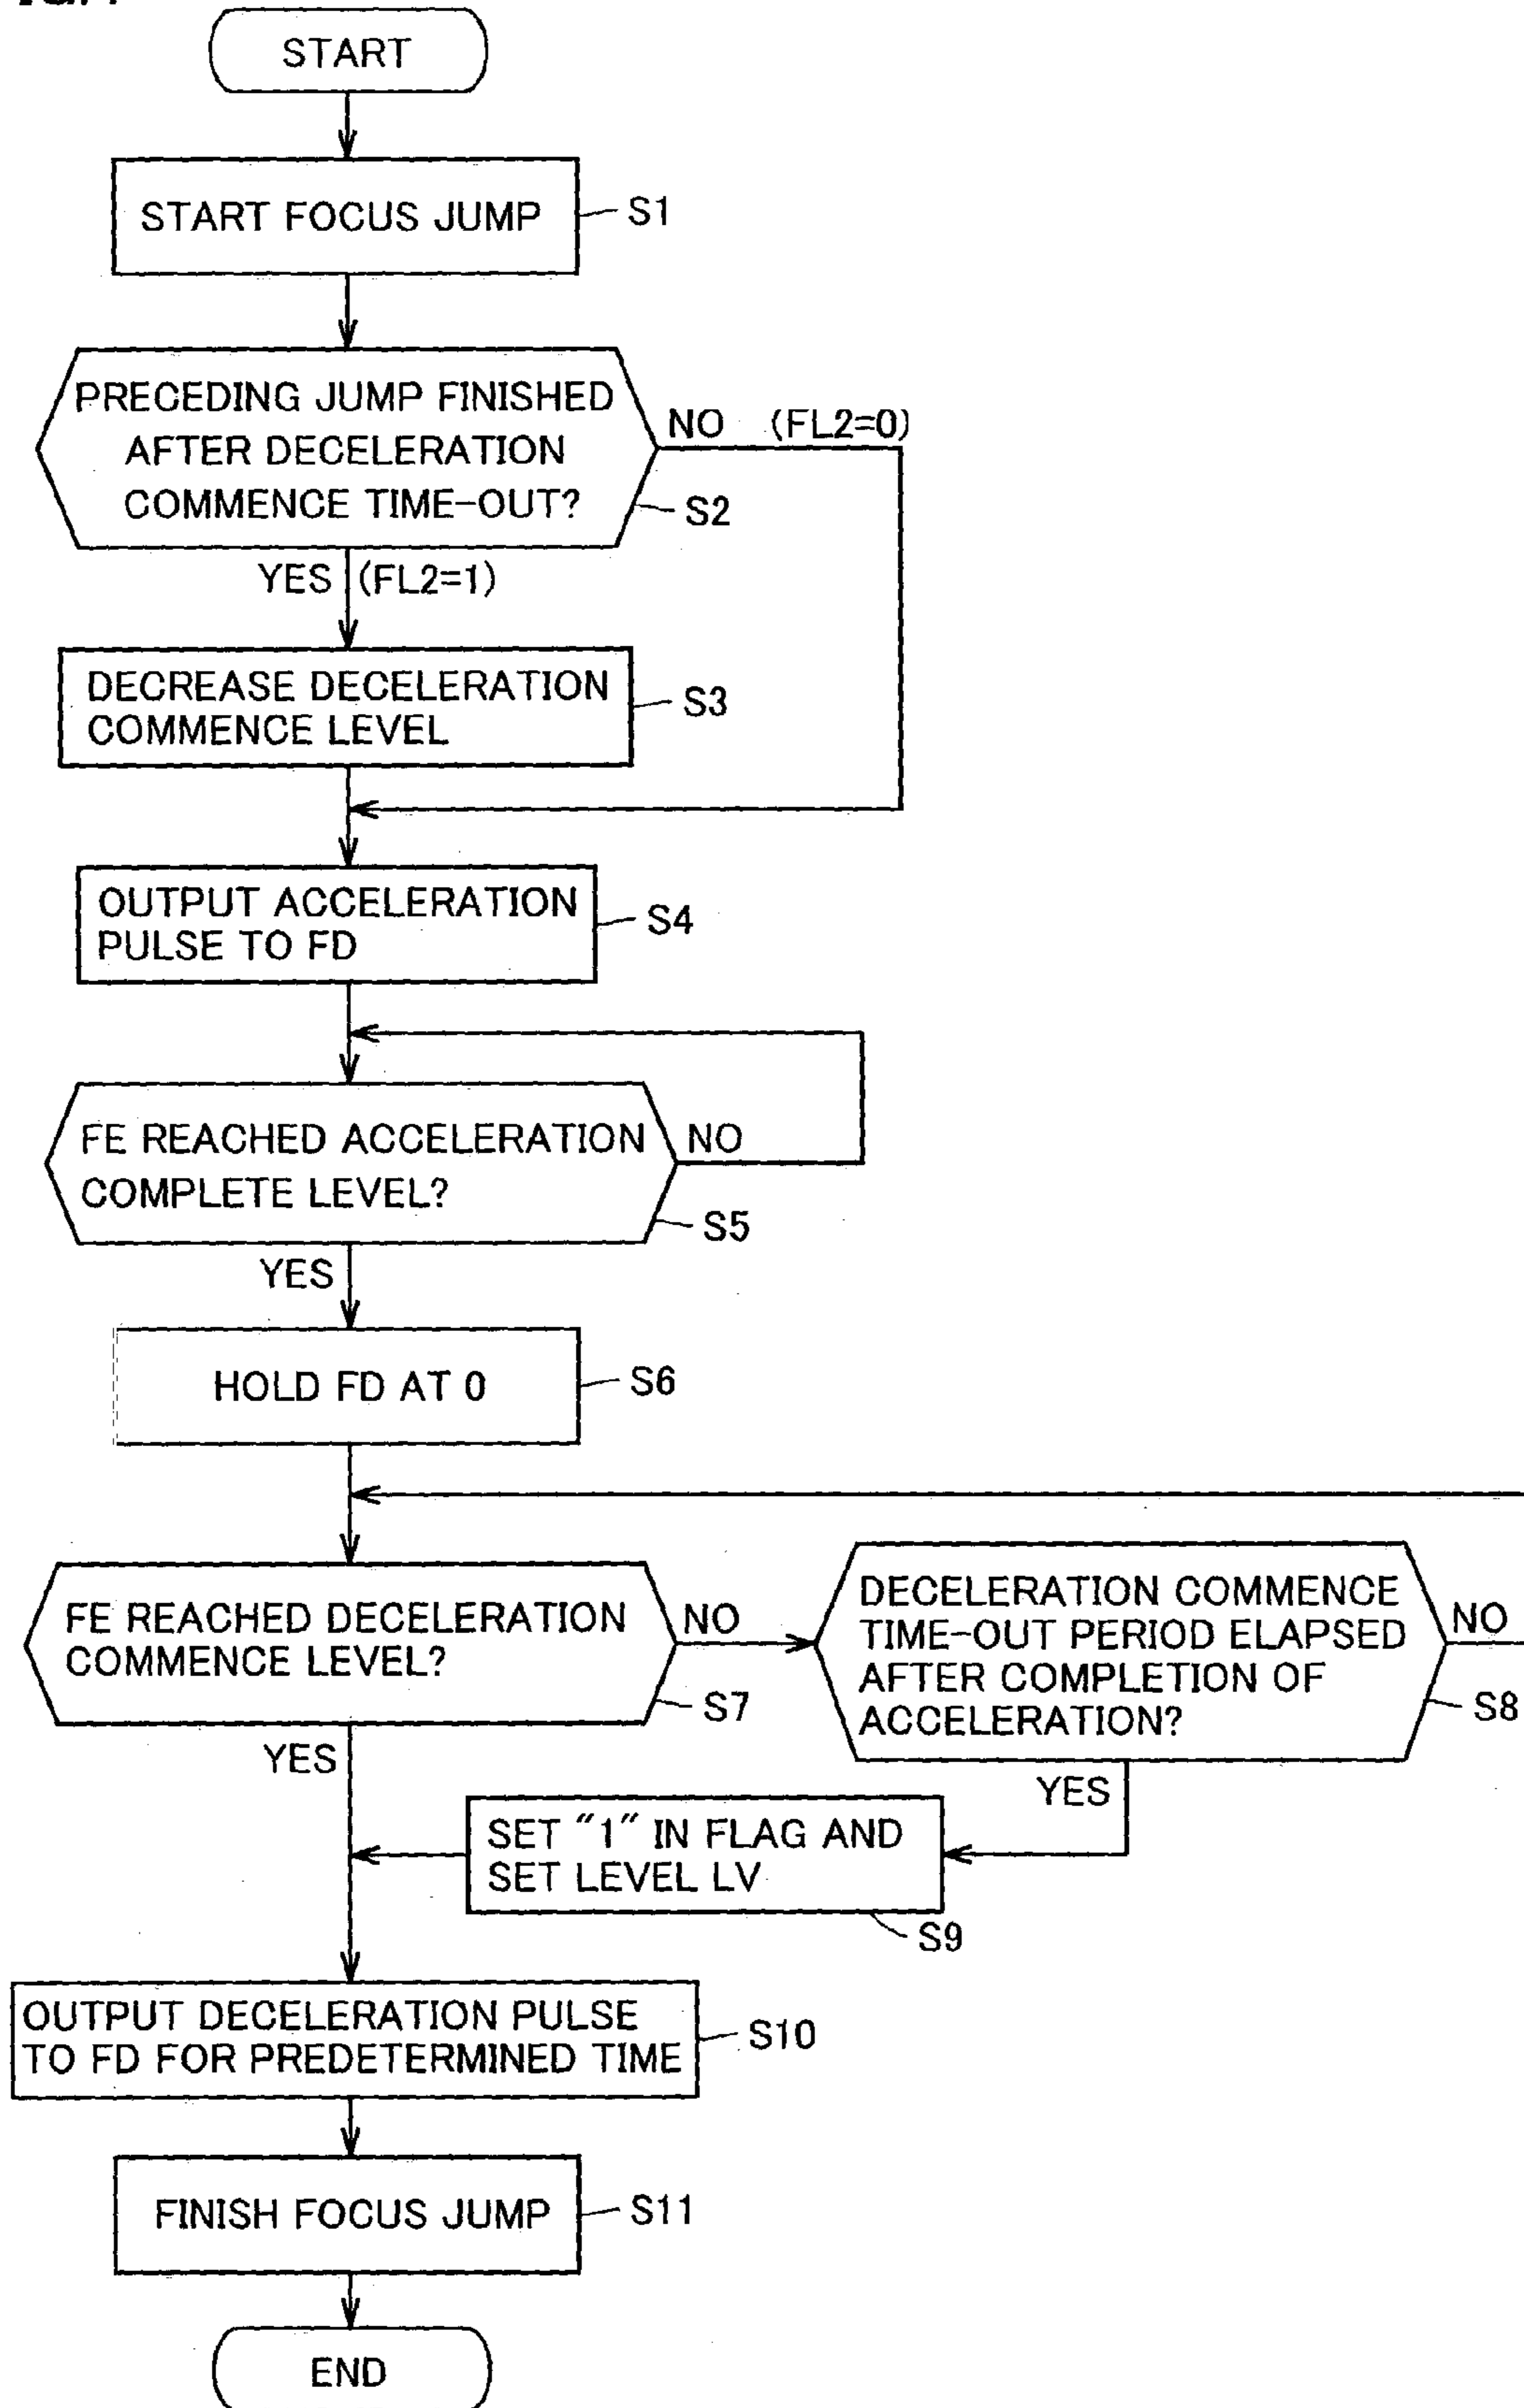 START
START FOCUS JUMP
S1
PRECEDING JUMP FINISHED
AFTER DECELERATION
COMMENCE TIME-OUT?
NO (FL2=0)
S2
YES (FL2=1)
DECREASE DECELERATION
COMMENCE LEVEL
S3
OUTPUT ACCELERATION
PULSE TO FD
S4
FE REACHED ACCELERATION
COMPLETE LEVEL?
NO
S5
YES
HOLD FD AT 0
S6
FE REACHED DECELERATION
COMMENCE LEVEL?
NO
S7
DECELERATION COMMENCE
TIME-OUT PERIOD ELAPSED
AFTER COMPLETION OF
ACCELERATION?
NO
S8
YES
YES
SET "1" IN FLAG AND
SET LEVEL LV
S9
OUTPUT DECELERATION PULSE
TO FD FOR PREDETERMINED TIME
S10
FINISH FOCUS JUMP
S11
END